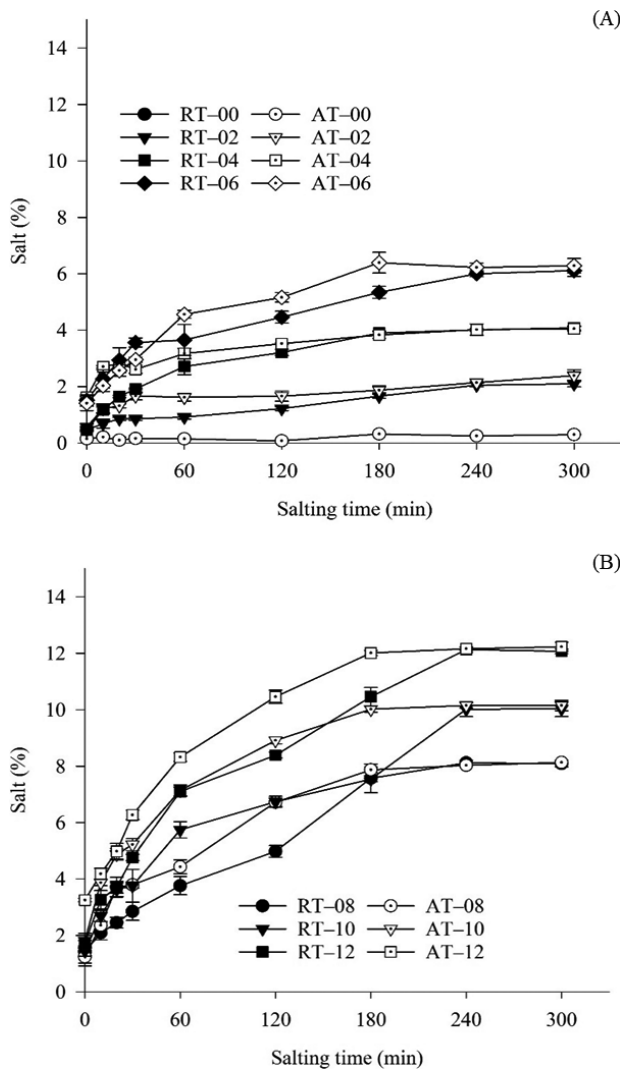 (A)
14
12
10
8
6
4
2
0
Salt (%)
RT–00 AT–00
RT–02 AT–02
RT–04 AT–04
RT–06 AT–06
0 60 120 180 240 300
Salting time (min)
(B)
14
12
10
8
6
4
2
0
Salt (%)
RT–08 AT–08
RT–10 AT–10
RT–12 AT–12
0 60 120 180 240 300
Salting time (min)